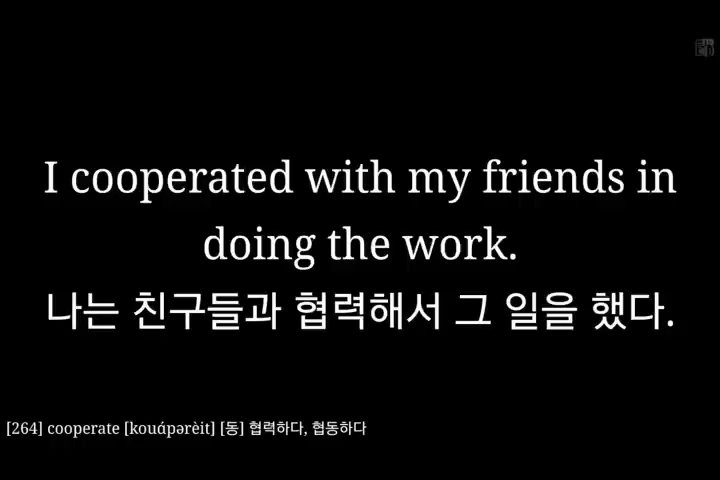 I cooperated with my friends in
doing the work.
나는 친구들과 협력해서 그 일을 했다.
[264] cooperate [kouápərèit] [동] 협력하다, 협동하다